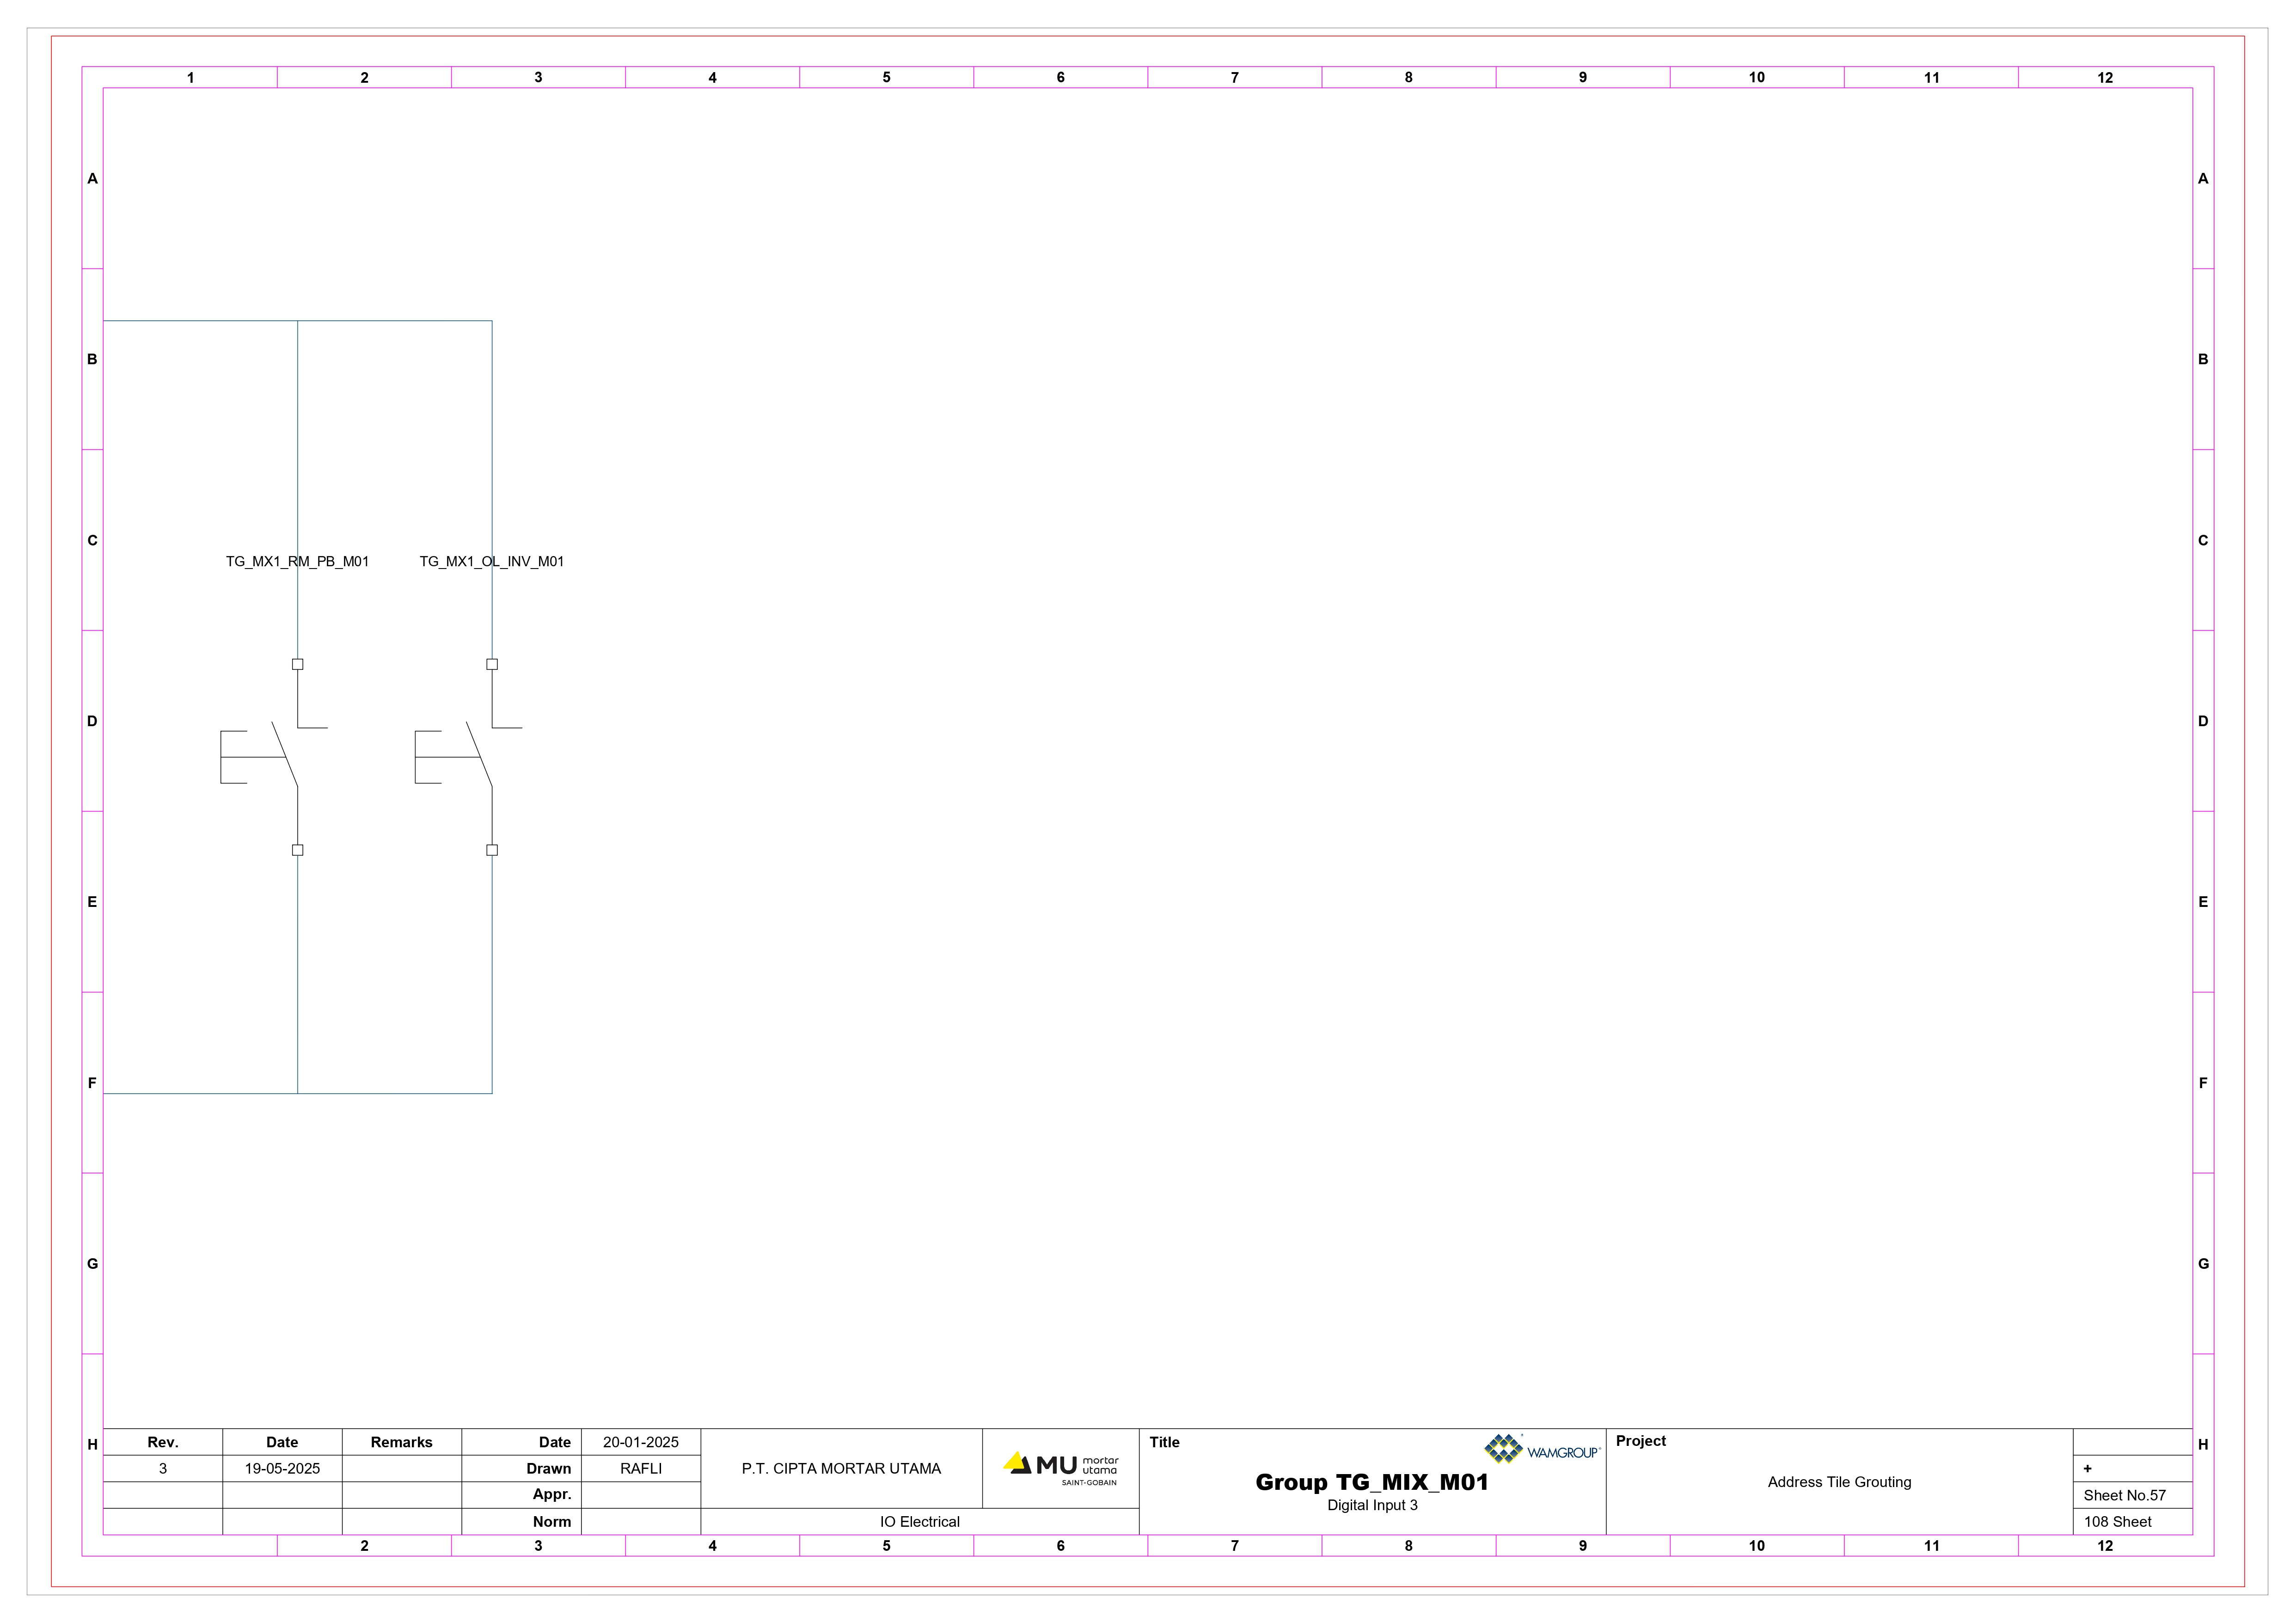 1 2 3 4 5 6 7 8 9 10 11 12
A A
B B
C C
TG_MX1_RM_PB_M01 TG_MX1_OL_INV_M01
D D
E E
F F
G G
H H
Rev. Date Remarks Date 20-01-2025
3 19-05-2025 Drawn RAFLI
Appr.
Norm
P.T. CIPTA MORTAR UTAMA
MU mortar utama
SAINT-GOBAIN
IO Electrical
Title
WAMGROUP®
Group TG_MIX_M01
Digital Input 3
Project
Address Tile Grouting
+
Sheet No.57
108 Sheet
2 3 4 5 6 7 8 9 10 11 12